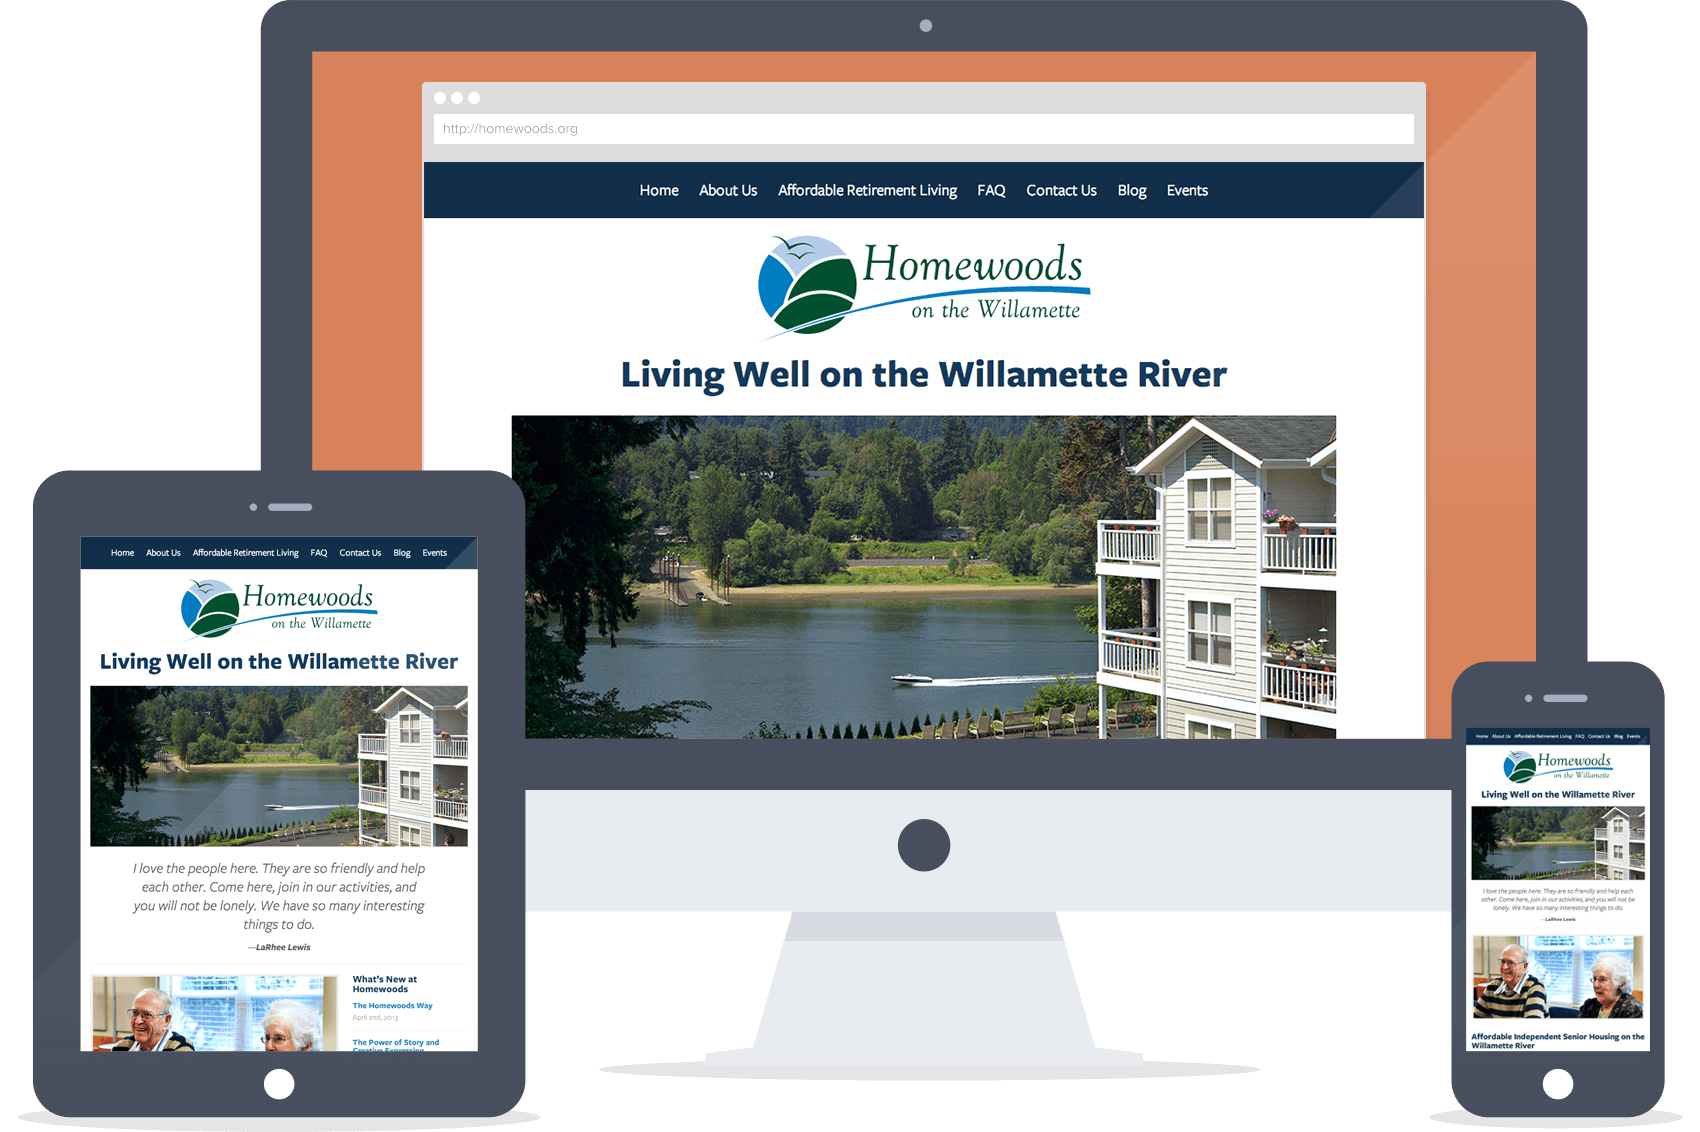 http://homewoods.org
Home About Us Affordable Retirement Living FAQ Contact Us Blog Events
Homewoods
on the Willamette
Living Well on the Willamette River
Home About Us Affordable Retirement Living FAQ Contact Us Blog Events
Homewoods
on the Willamette
Living Well on the Willamette River
I love the people here. They are so friendly and help
each other. Come here, join in our activities, and
you will not be lonely. We have so many interesting
things to do.
—LaRhee Lewis
What's New at
Homewoods
The Homewoods Way
April 2nd, 2013
The Power of Story and
Creative Expression
Home About Us Affordable Retirement Living FAQ Contact Us Blog Events
Homewoods
on the Willamette
Living Well on the Willamette River
I love the people here. They are so friendly and help each
other. Come here, join in our activities, and you will not be
lonely. We have so many interesting things to do.
—LaRhee Lewis
Affordable Independent Senior Housing on the
Willamette River